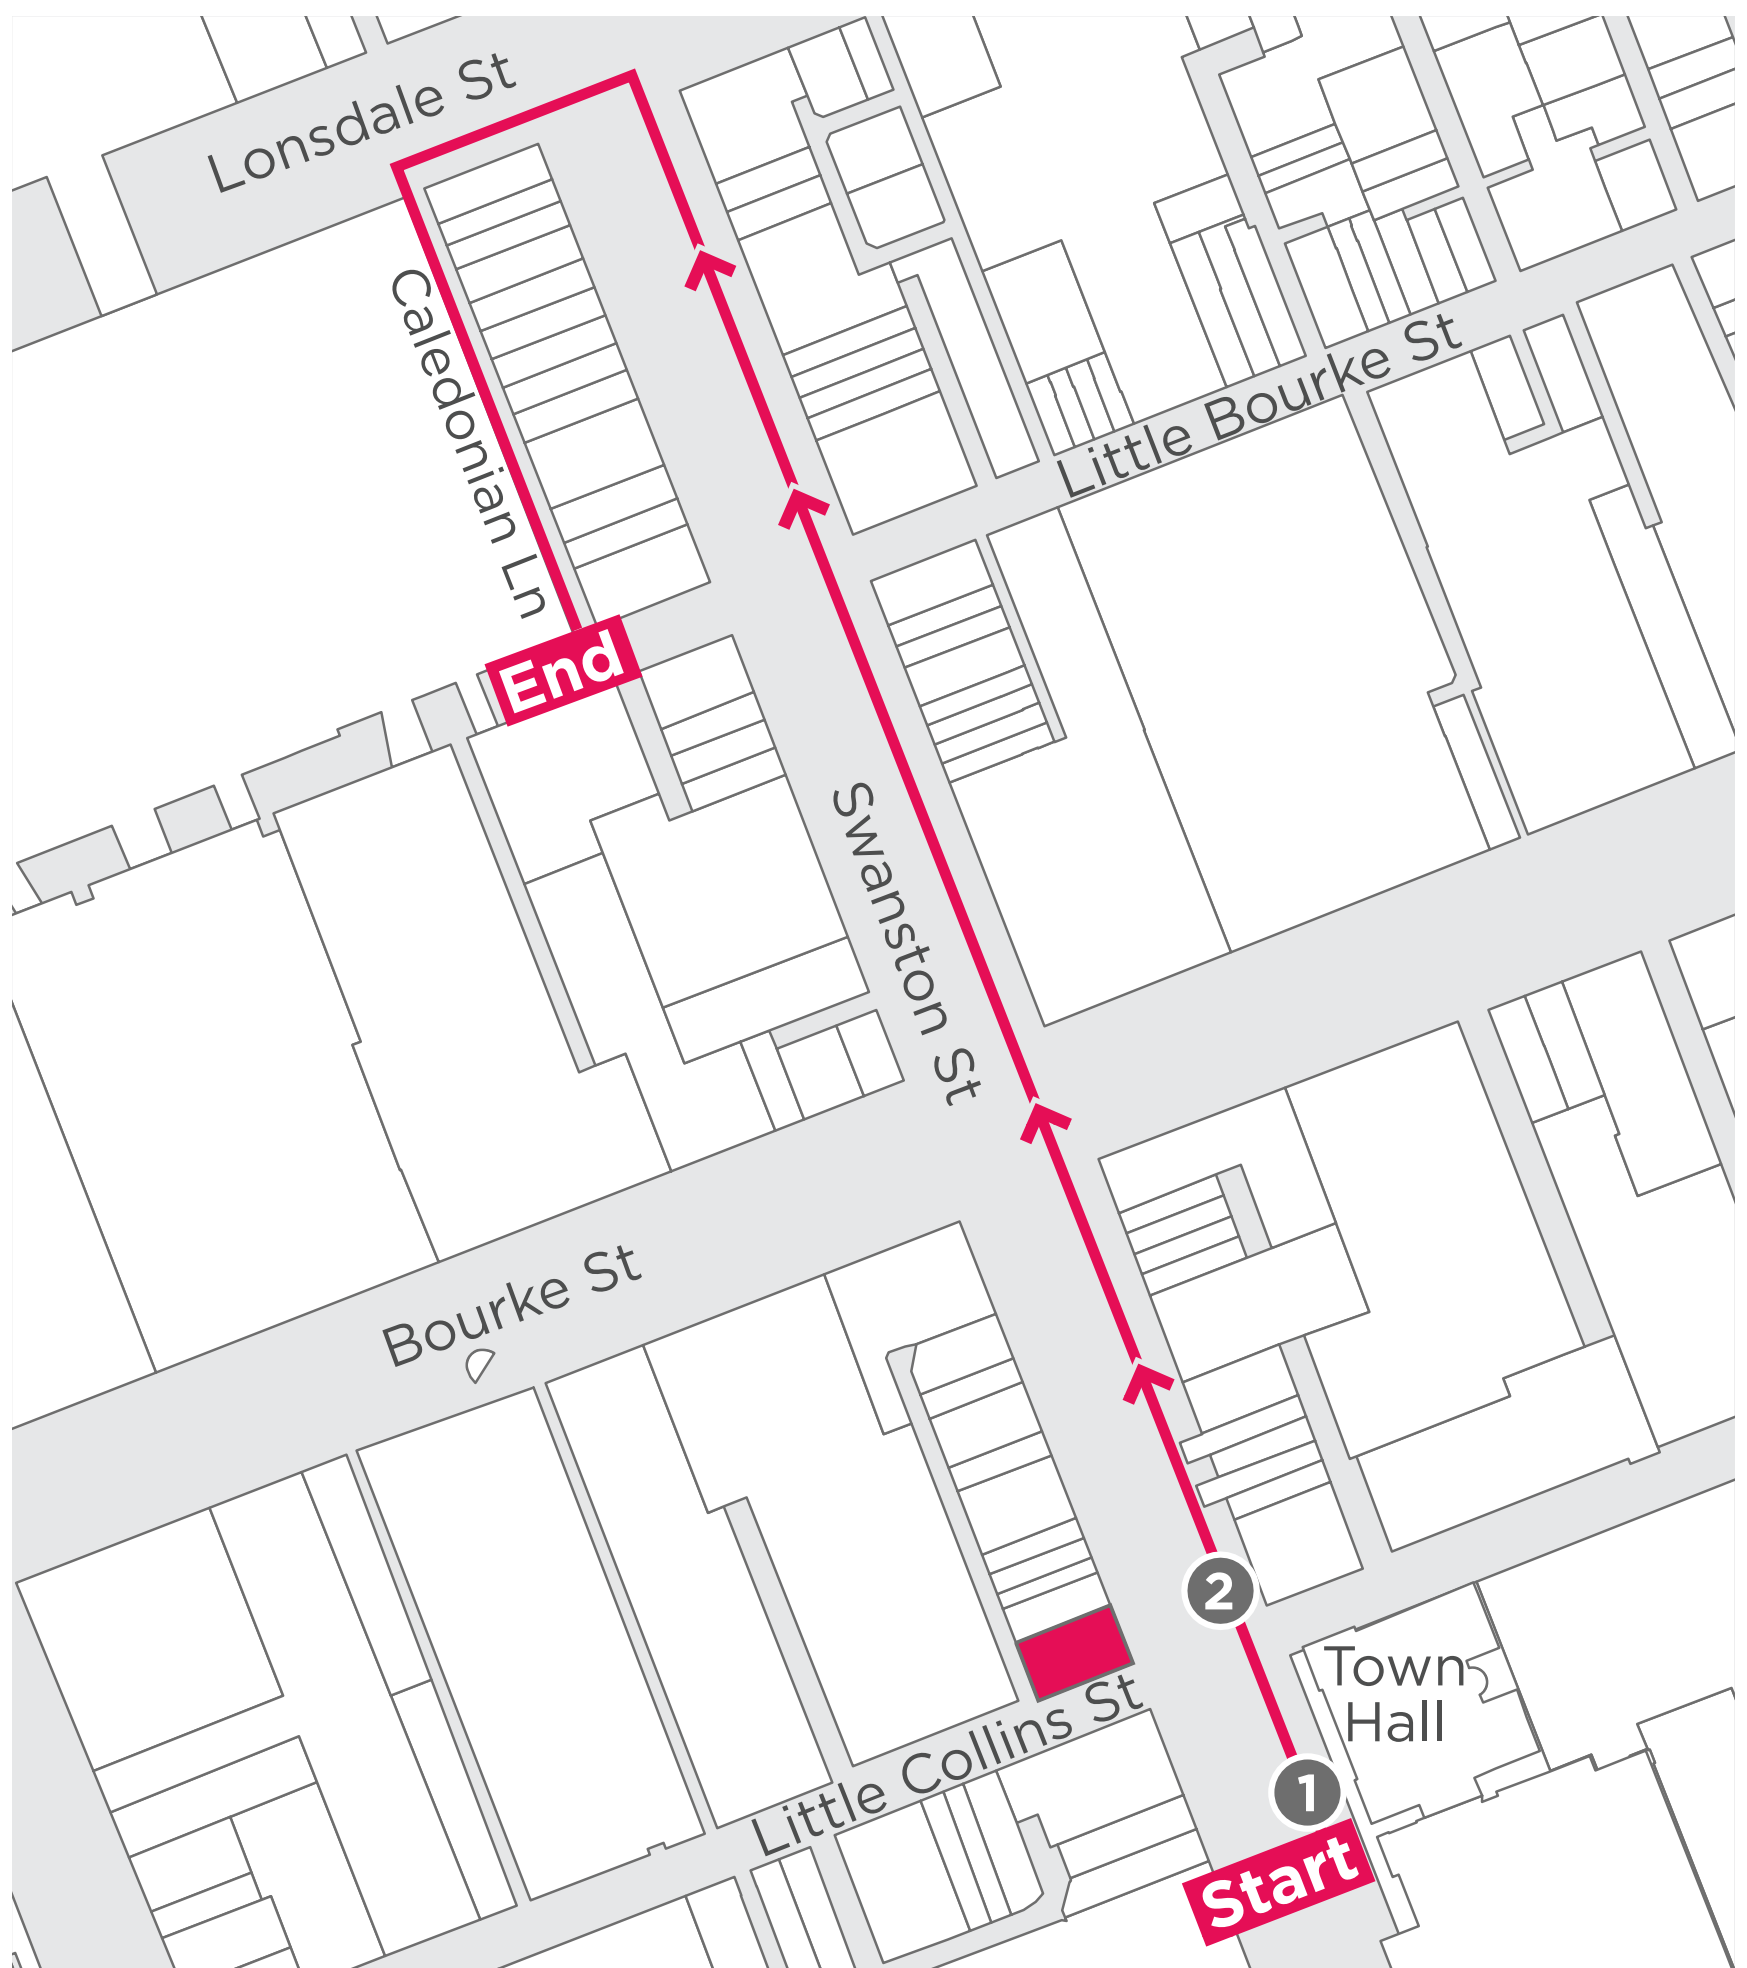 Lonsdale St
Caledonian Ln
Little Bourke St
End
Swanston St
Bourke St
2
Town
Hall
Little Collins St
1
Start